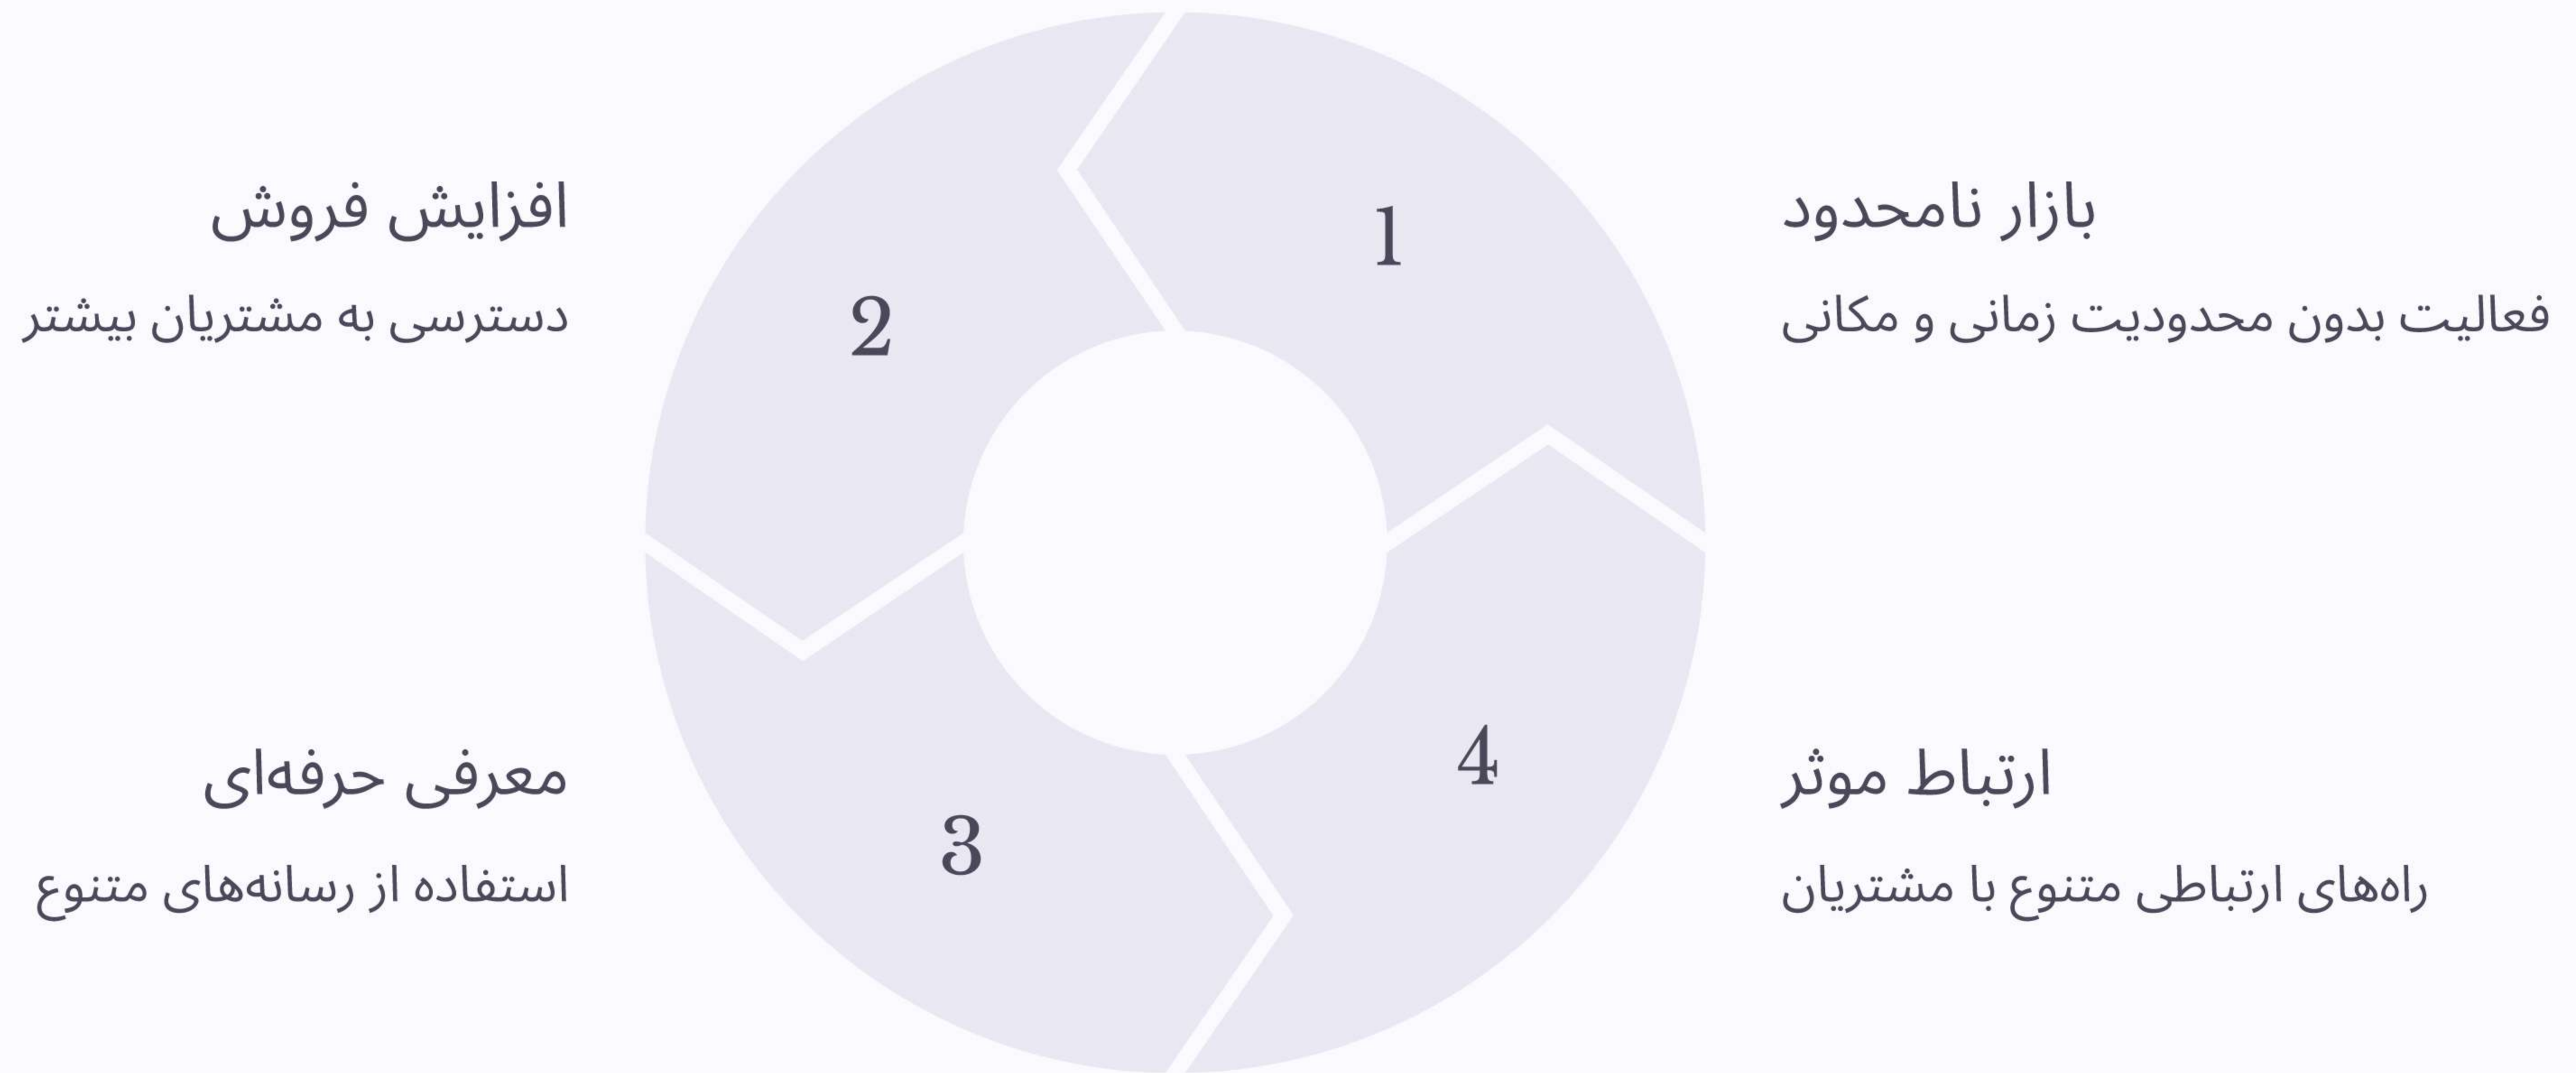 بازار نامحدود
فعالیت بدون محدودیت زمانی و مکانی
1
افزایش فروش
دسترسی به مشتریان بیشتر
2
معرفی حرفه‌ای
استفاده از رسانه‌های متنوع
3
ارتباط موثر
راه‌های ارتباطی متنوع با مشتریان
4